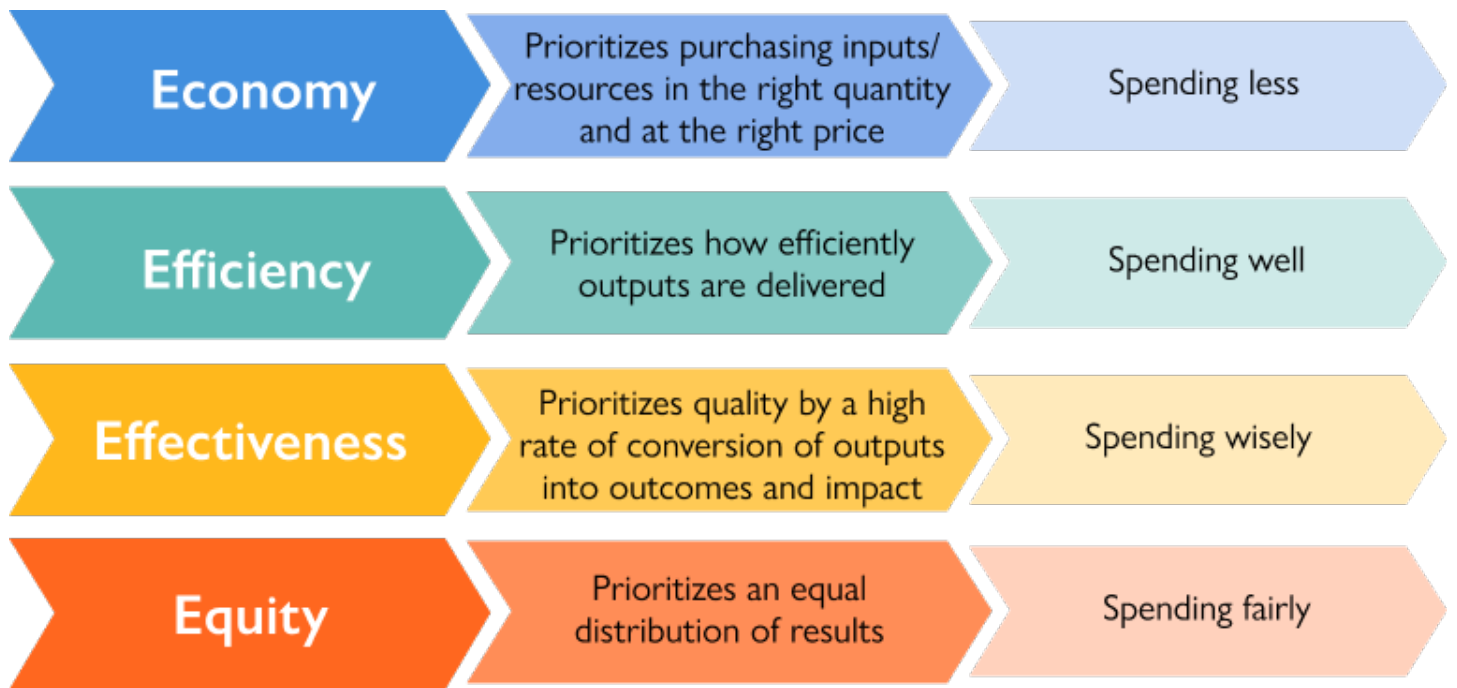 Economy
Prioritizes purchasing inputs/
resources in the right quantity
and at the right price
Spending less
Efficiency
Prioritizes how efficiently
outputs are delivered
Spending well
Effectiveness
Prioritizes quality by a high
rate of conversion of outputs
into outcomes and impact
Spending wisely
Equity
Prioritizes an equal
distribution of results
Spending fairly